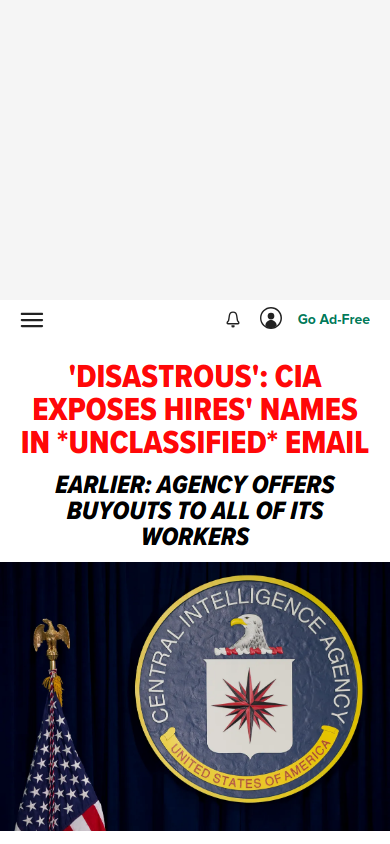 Go Ad-Free
'DISASTROUS': CIA
EXPOSES HIRES' NAMES
IN *UNCLASSIFIED* EMAIL
EARLIER: AGENCY OFFERS
BUYOUTS TO ALL OF ITS
WORKERS
CENTRAL INTELLIGENCE AGENCY
UNITED STATES OF AMERICA